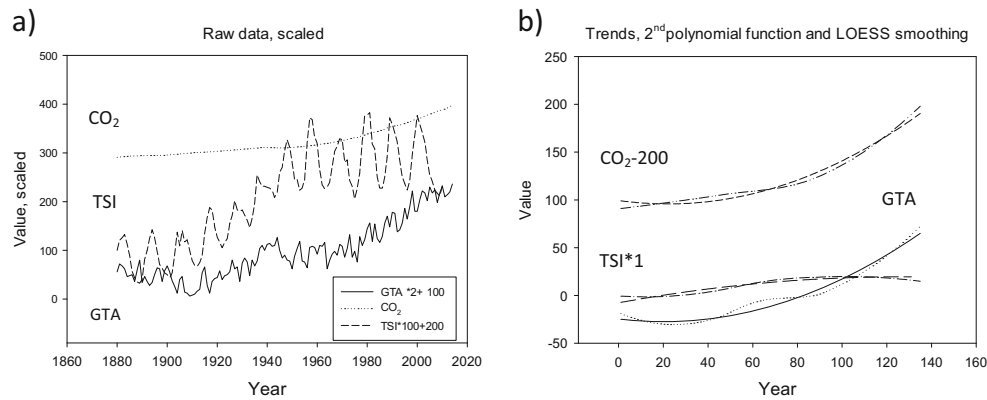 a)
Raw data, scaled
500
400
300
200
100
0
Value, scaled
CO2
TSI
GTA
GTA *2+ 100
CO2
TSI*100+200
1860 1880 1900 1920 1940 1960 1980 2000 2020
Year
b)
Trends, 2nd polynomial function and LOESS smoothing
250
200
150
100
50
0
-50
Value
CO2-200
GTA
TSI*1
0 20 40 60 80 100 120 140 160
Year